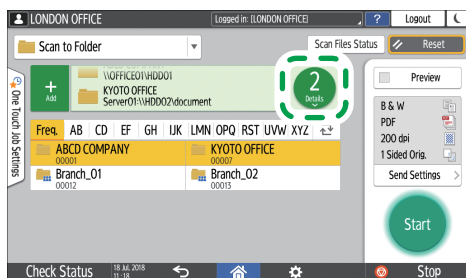 LONDON OFFICE
Logged in: [LONDON OFFICE]
?
Logout
Scan to Folder
Scan Files Status
Reset
One Touch Job Settings
+
Add
\\OFFICE01\HDD01
KYOTO OFFICE
Server01:\HDD02\document
2
Details
Preview
Freq. AB CD EF GH IJK LMN OPQ RST UVW XYZ
ABCD COMPANY
00001
KYOTO OFFICE
00007
Branch_01
00012
Branch_02
00013
B & W
PDF
200 dpi
1 Sided Orig.
Send Settings
Start
Check Status
18 Jul. 2018
11:18
Stop